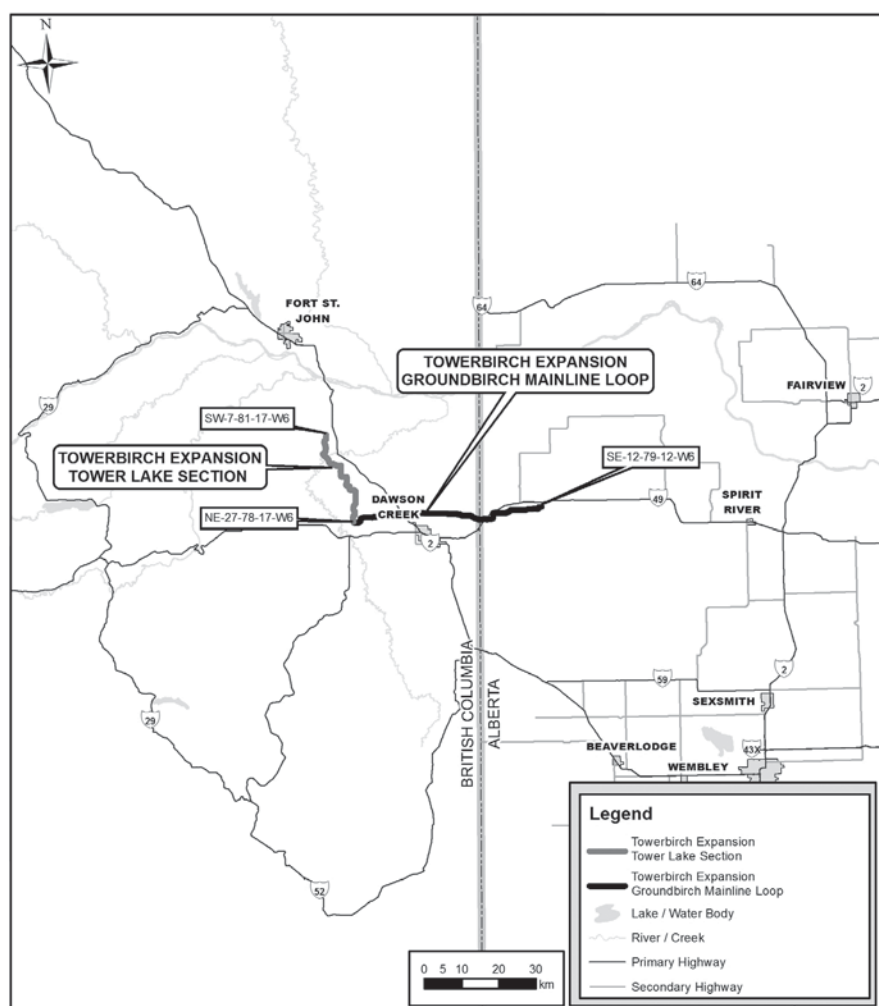 N
64
64
FORT ST.
JOHN
TOWERBIRCH EXPANSION
GROUNDBIRCH MAINLINE LOOP
FAIRVIEW
2
29
SW-7-81-17-W6
TOWERBIRCH EXPANSION
TOWER LAKE SECTION
SE-12-79-12-W6
DAWSON
CREEK
49
SPIRIT
RIVER
NE-27-78-17-W6
2
BRITISH COLUMBIA
ALBERTA
59
2
SEXSMITH
29
BEAVERLODGE
43X
WEMBLEY
52
Legend
Towerbirch Expansion
Tower Lake Section
Towerbirch Expansion
Groundbirch Mainline Loop
Lake / Water Body
River / Creek
Primary Highway
Secondary Highway
0 5 10 20 30
km